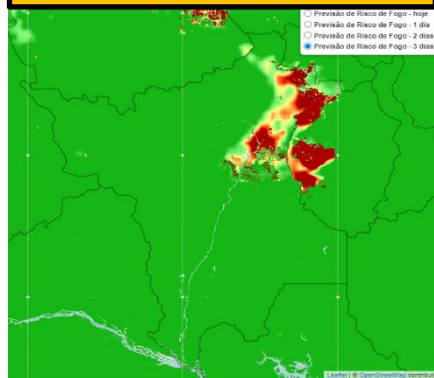 Previsão de Risco de Fogo - hoje
Previsão de Risco de Fogo - 1 dia
Previsão de Risco de Fogo - 2 dias
Previsão de Risco de Fogo - 3 dias
Leaflet | © OpenStreetMap contribut